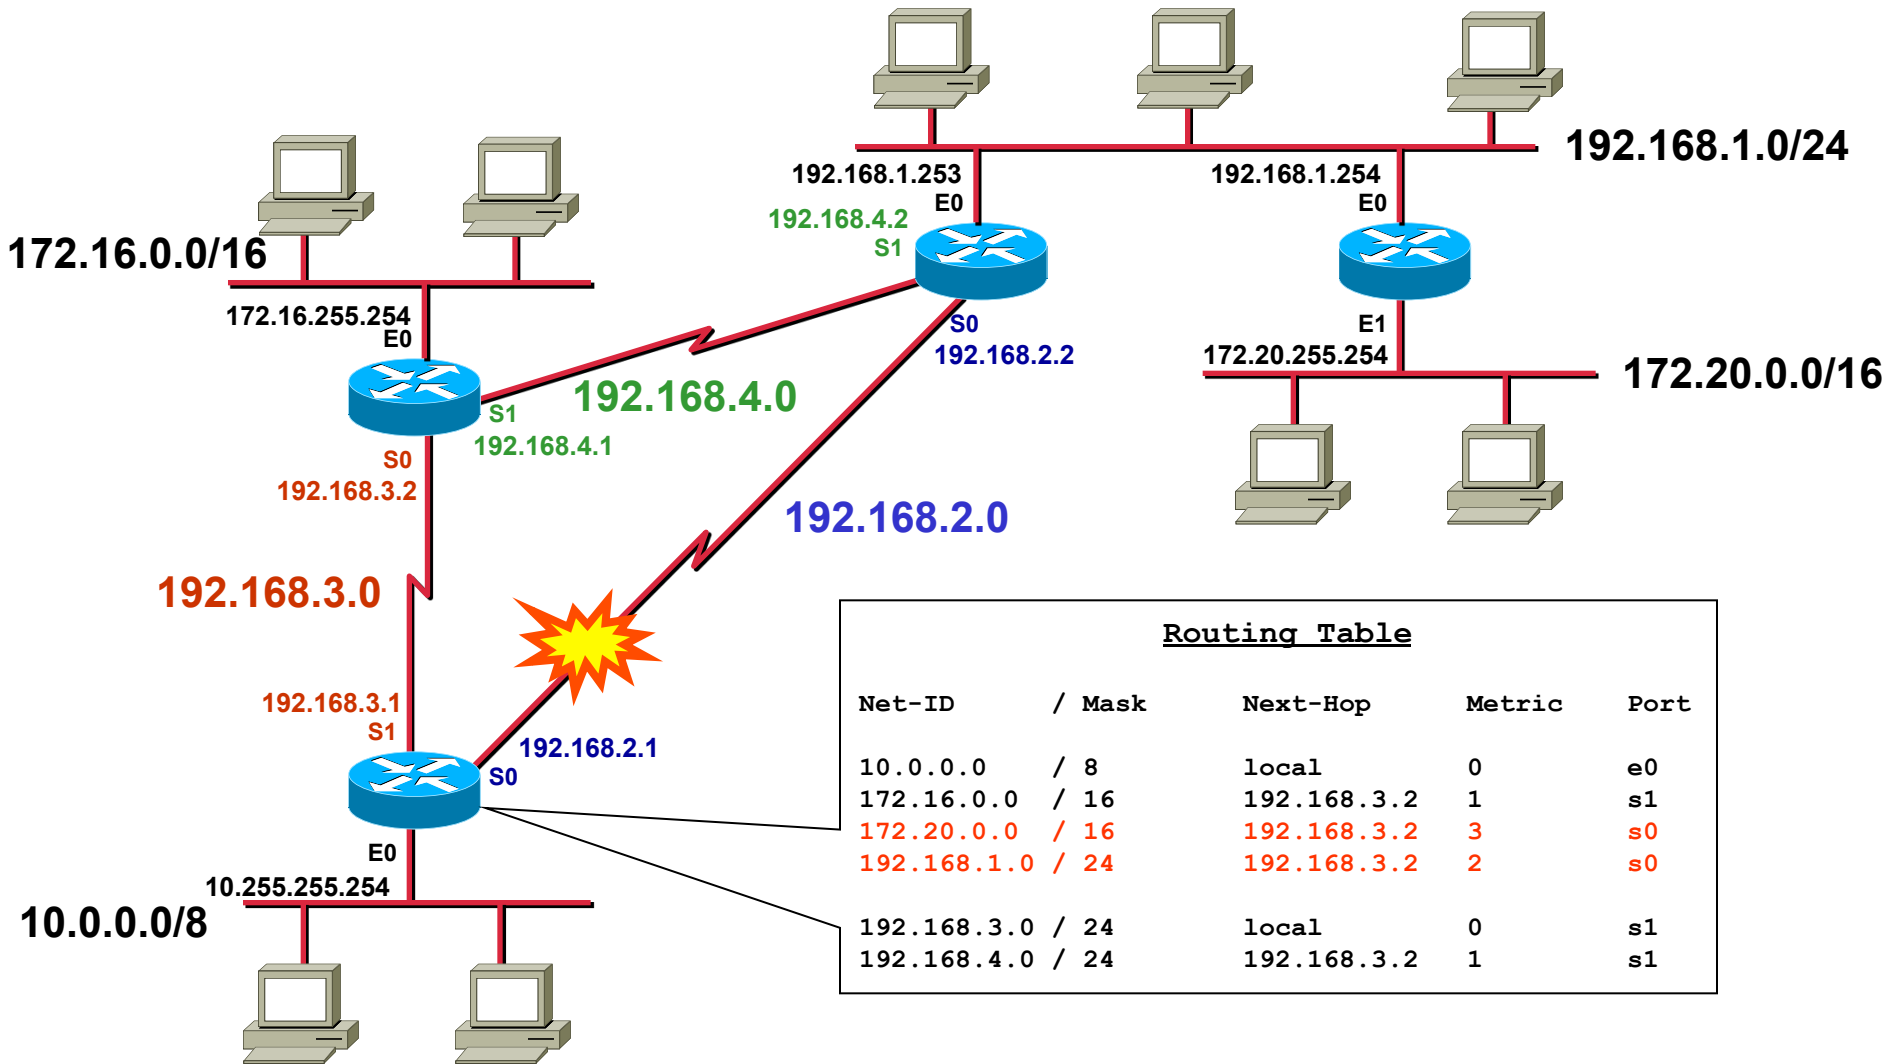 192.168.1.0/24
192.168.1.253
192.168.1.254
E0
E0
192.168.4.2
S1
172.16.0.0/16
172.16.255.254
E0
S0
192.168.2.2
E1
172.20.255.254
172.20.0.0/16
192.168.4.0
S1
192.168.4.1
S0
192.168.3.2
192.168.2.0
192.168.3.0
192.168.3.1
S1
192.168.2.1
S0
E0
10.255.255.254
10.0.0.0/8
Routing Table
Net-ID / Mask Next-Hop Metric Port
10.0.0.0 / 8 local 0 e0
172.16.0.0 / 16 192.168.3.2 1 s1
172.20.0.0 / 16 192.168.3.2 3 s0
192.168.1.0 / 24 192.168.3.2 2 s0
192.168.3.0 / 24 local 0 s1
192.168.4.0 / 24 192.168.3.2 1 s1